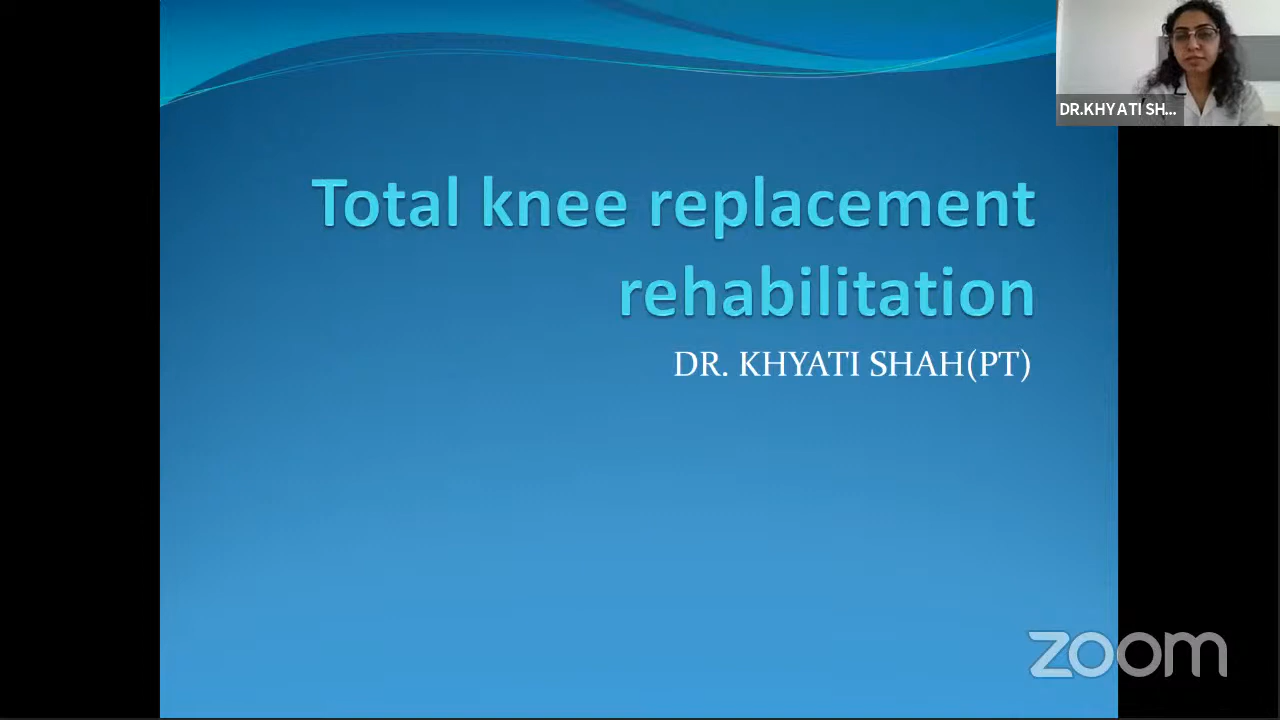 DR.KHYATI SH...
Total knee replacement
rehabilitation
DR. KHYATI SHAH(PT)
zoom